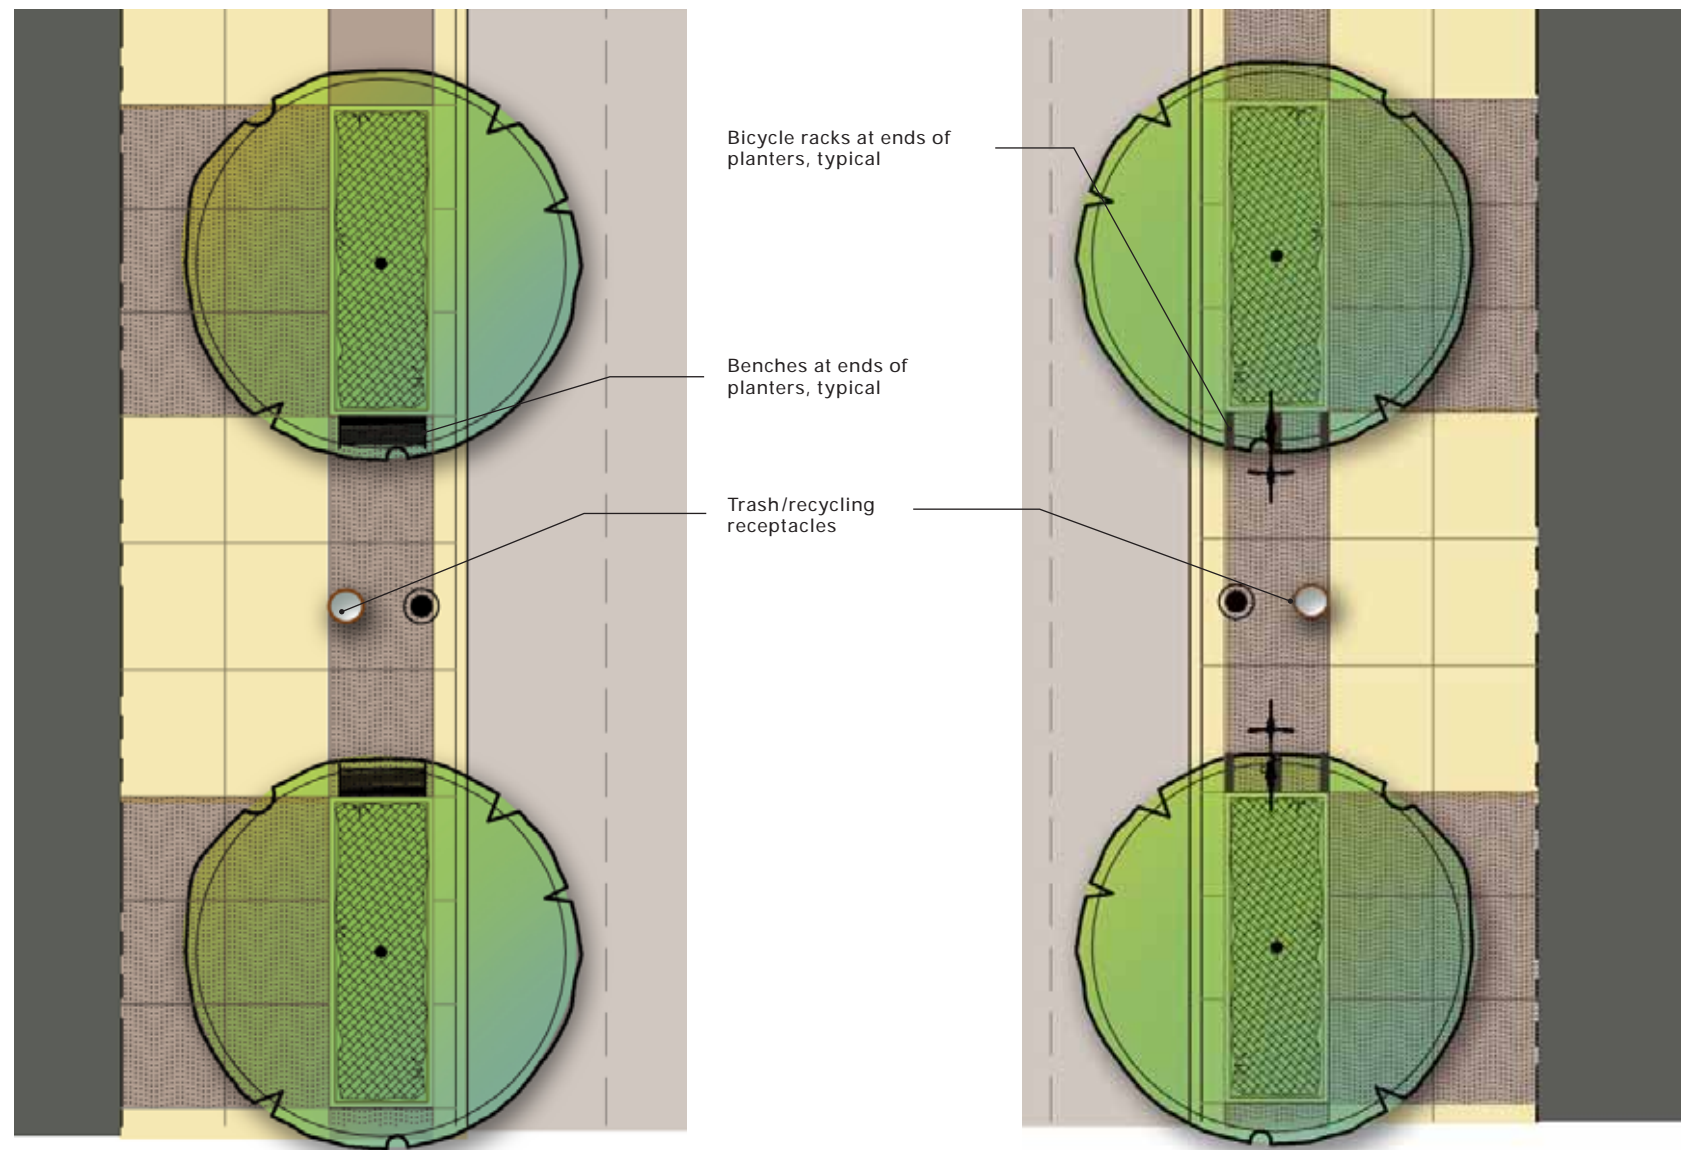 Bicycle racks at ends of
planters, typical
Benches at ends of
planters, typical
Trash/recycling
receptacles